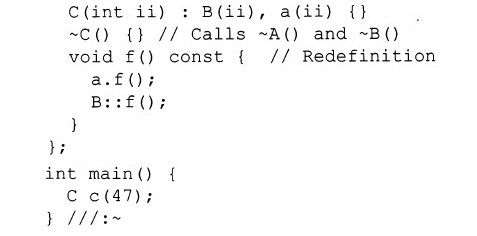 C(int ii) : B(ii), a(ii) {}
~C() {} // Calls ~A() and ~B()
void f() const {  // Redefinition
a.f();
B::f();
}
};
int main() {
C c(47);
} ///:~